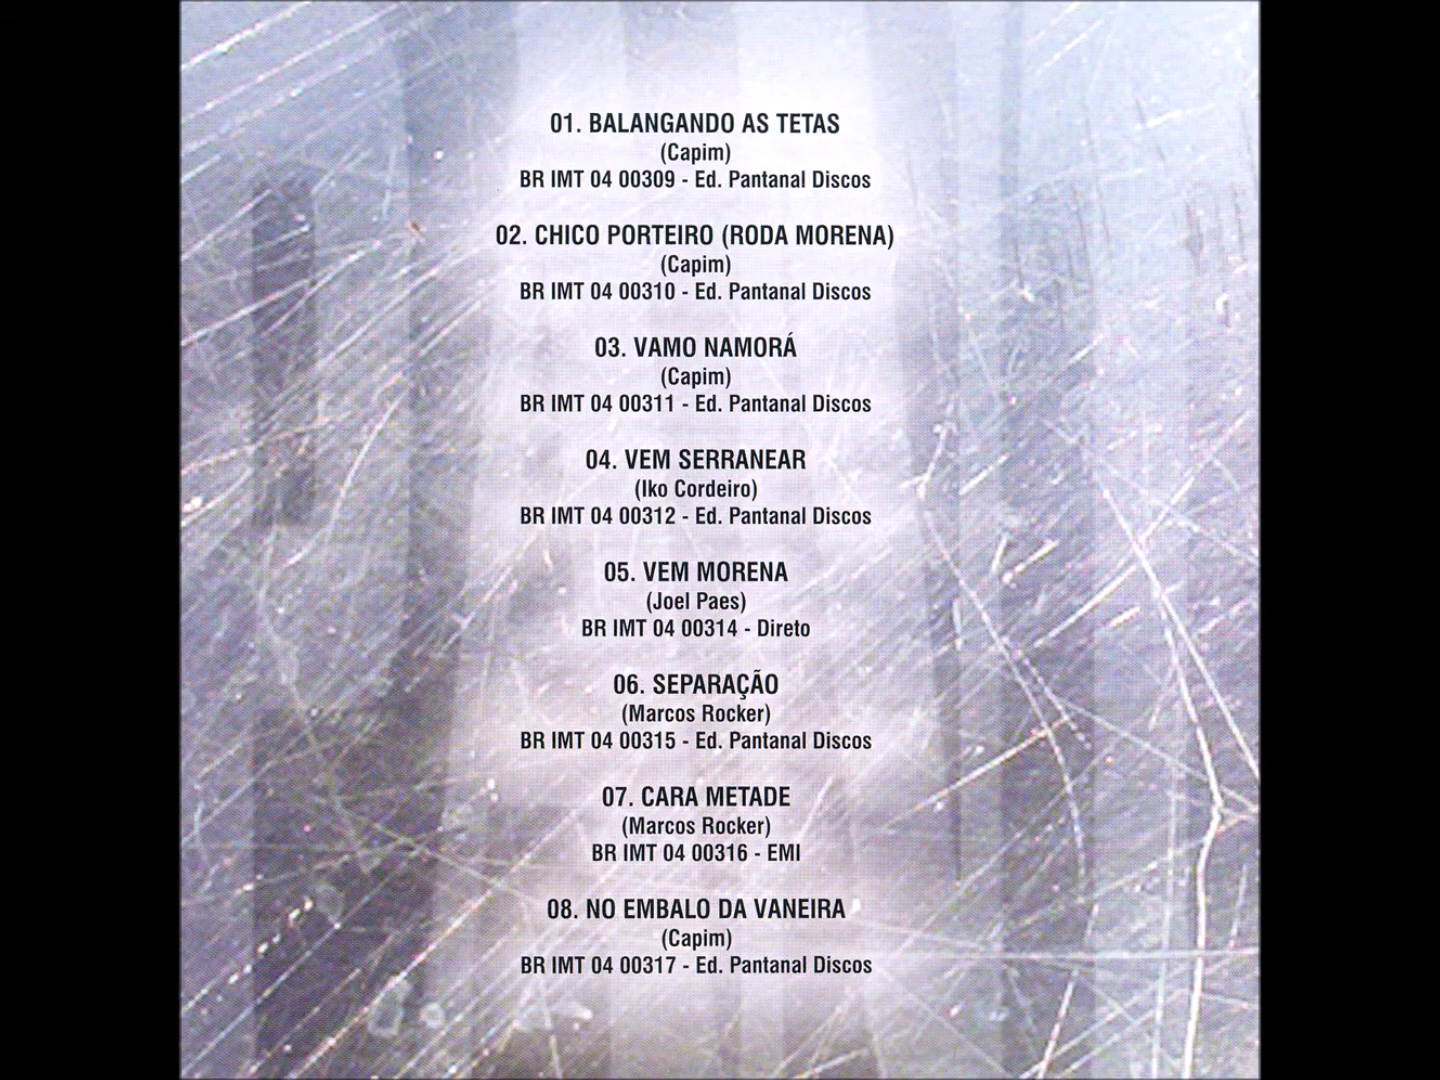 01. BALANGANDO AS TETAS
(Capim)
BR IMT 04 00309 - Ed. Pantanal Discos
02. CHICO PORTEIRO (RODA MORENA)
(Capim)
BR IMT 04 00310 - Ed. Pantanal Discos
03. VAMO NAMORÁ
(Capim)
BR IMT 04 00311 - Ed. Pantanal Discos
04. VEM SERRANEAR
(Iko Cordeiro)
BR IMT 04 00312 - Ed. Pantanal Discos
05. VEM MORENA
(Joel Paes)
BR IMT 04 00314 - Direto
06. SEPARAÇÃO
(Marcos Rocker)
BR IMT 04 00315 - Ed. Pantanal Discos
07. CARA METADE
(Marcos Rocker)
BR IMT 04 00316 - EMI
08. NO EMBALO DA VANEIRA
(Capim)
BR IMT 04 00317 - Ed. Pantanal Discos